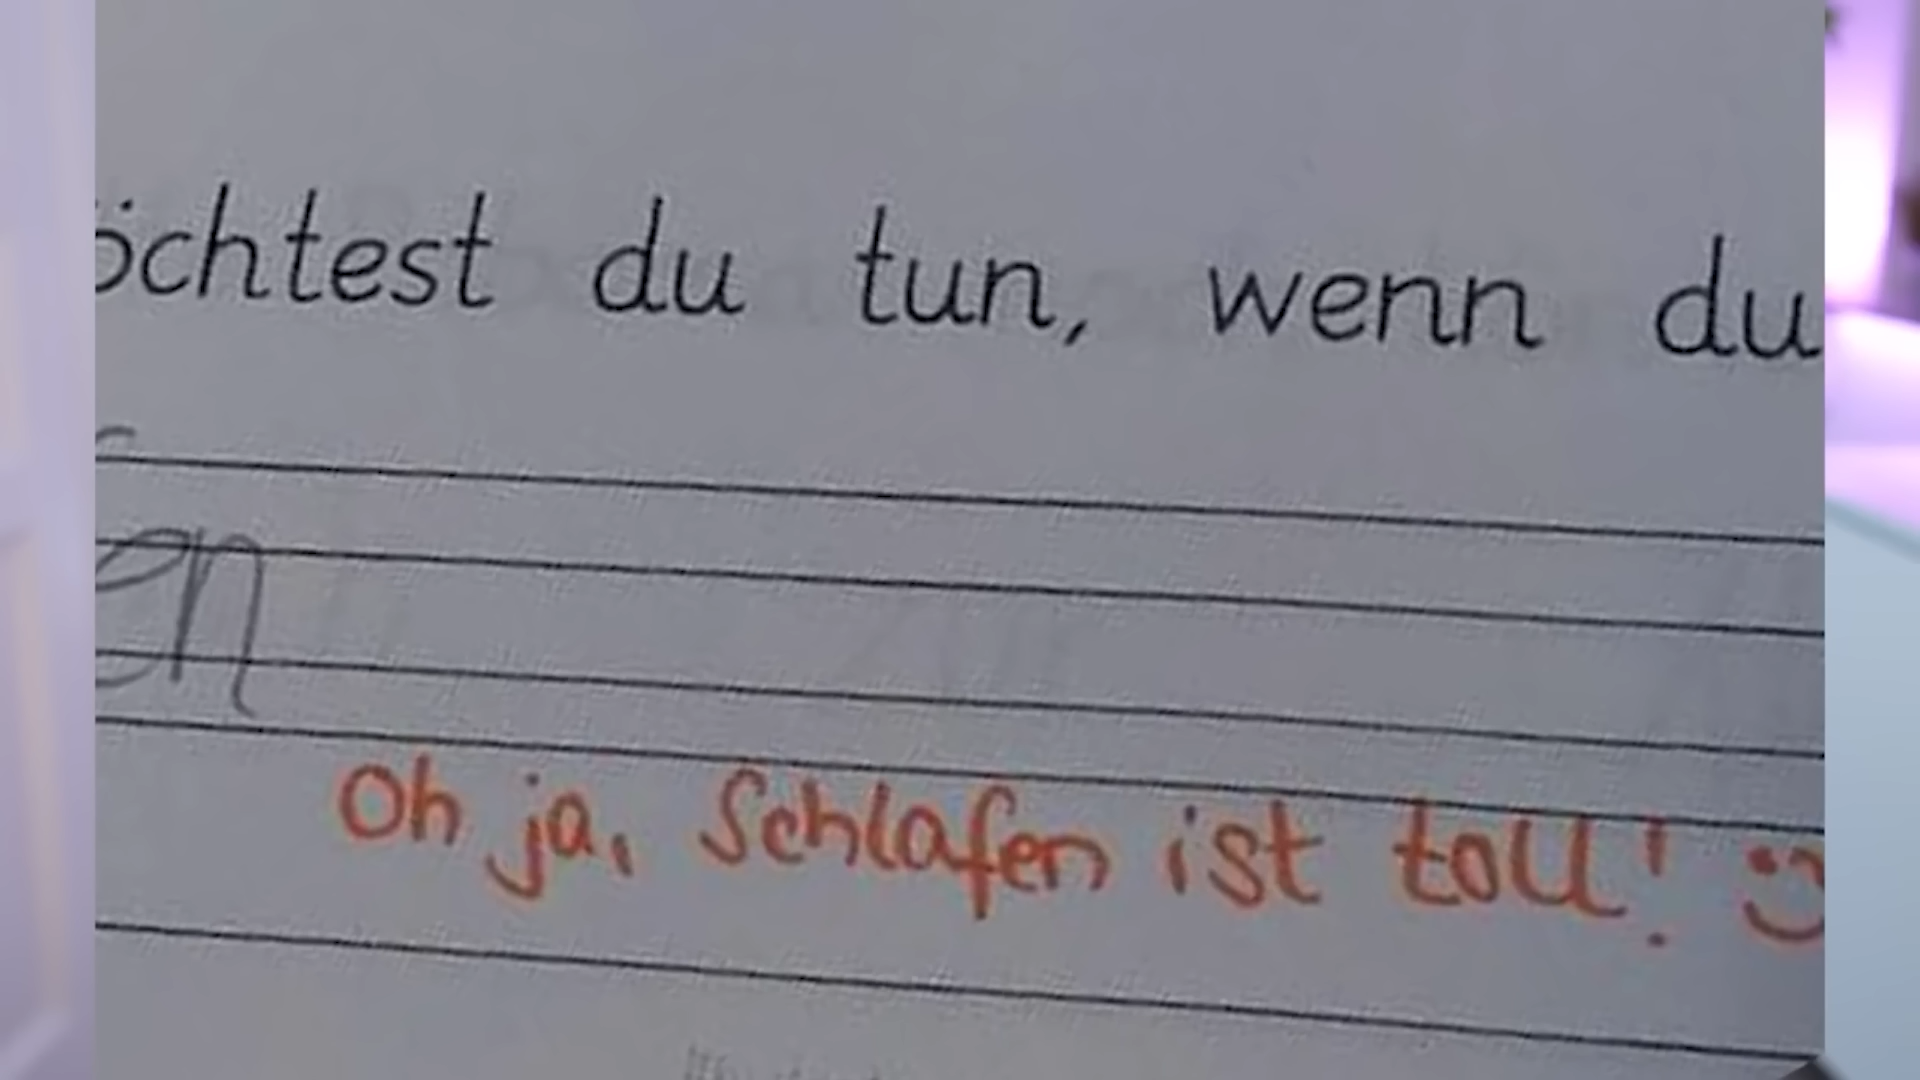 öchtest du tun, wenn du
en
Oh ja, Schlafen ist toll! :)